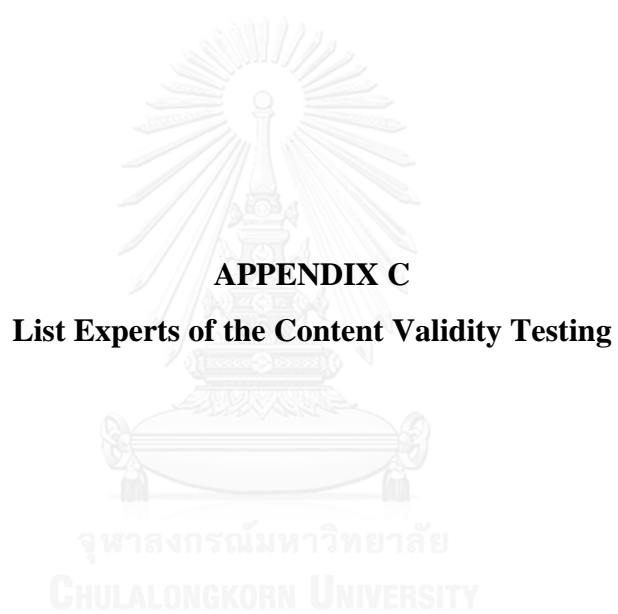 APPENDIX C
List Experts of the Content Validity Testing
จุฬาลงกรณ์มหาวิทยาลัย
CHULALONGKORN UNIVERSITY